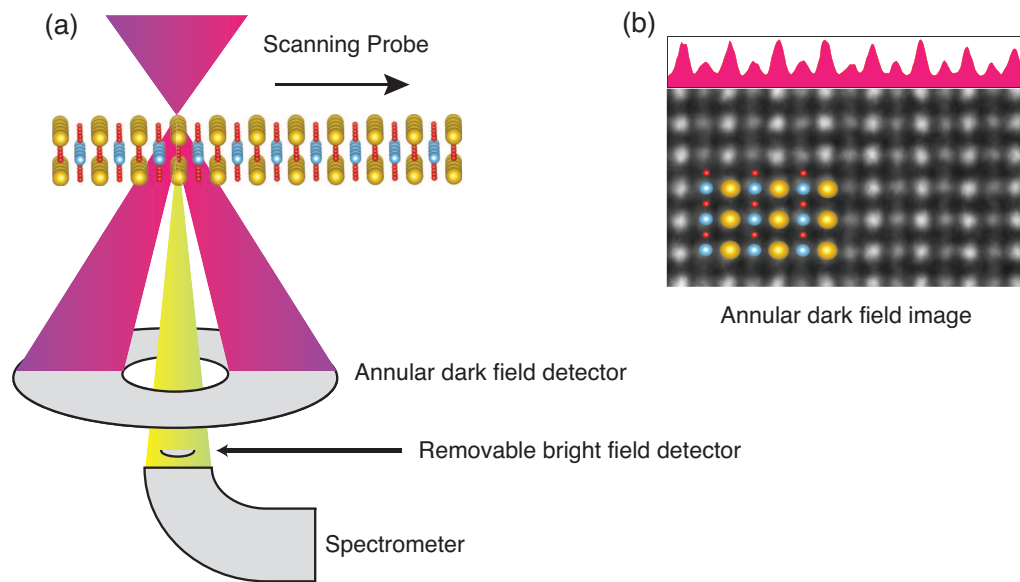 (a)
Scanning Probe
Annular dark field detector
Removable bright field detector
Spectrometer
(b)
Annular dark field image